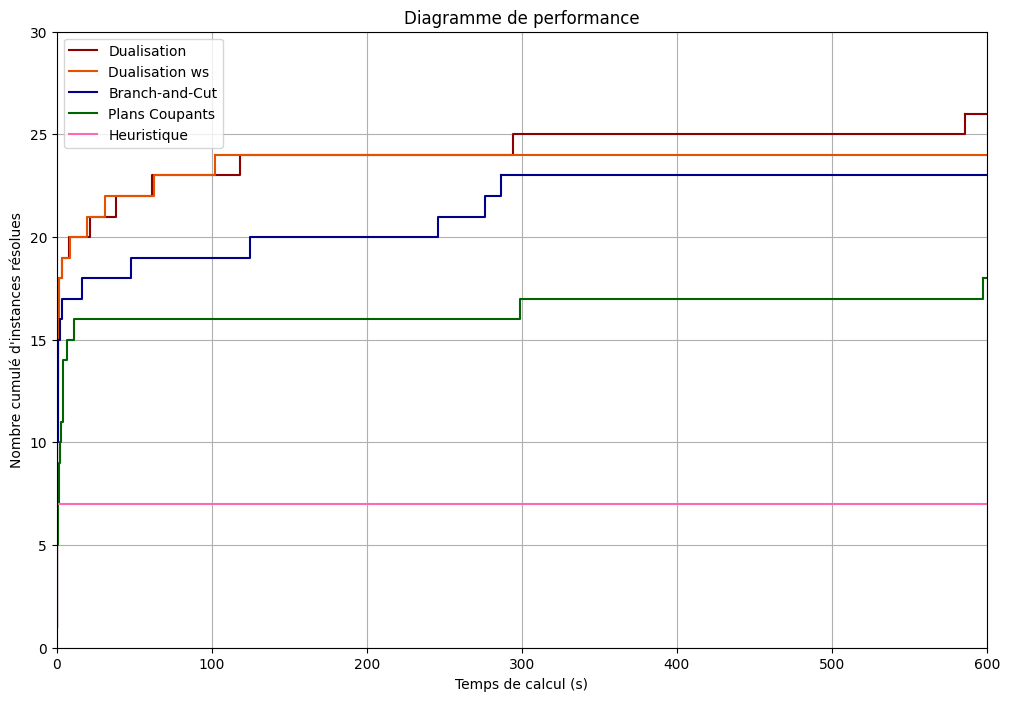 Diagramme de performance
Dualisation
Dualisation ws
Branch-and-Cut
Plans Coupants
Heuristique
Nombre cumulé d'instances résolues
30
25
20
15
10
5
0
0 100 200 300 400 500 600
Temps de calcul (s)